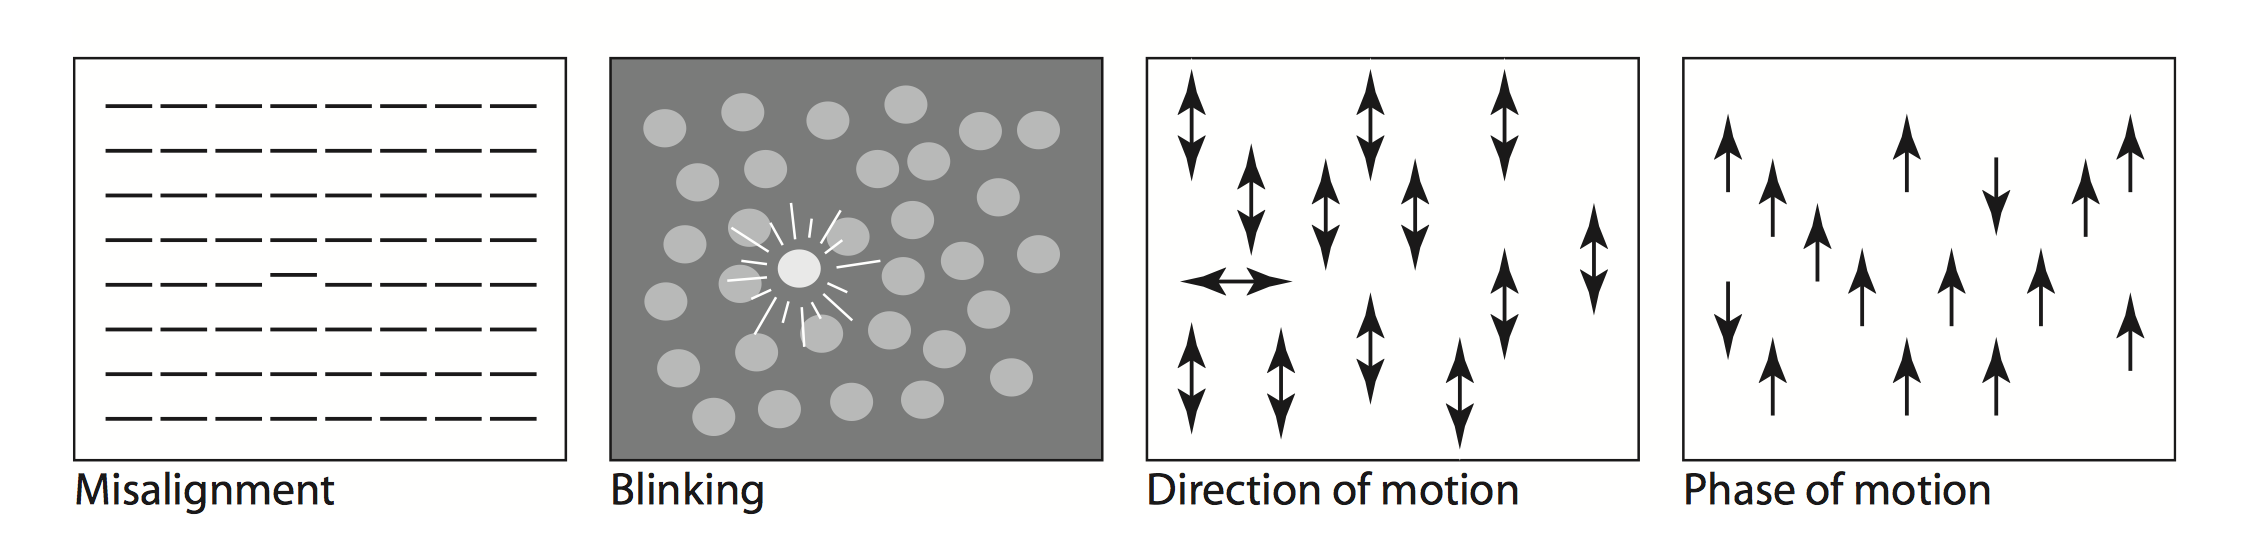 Misalignment
Blinking
Direction of motion
Phase of motion